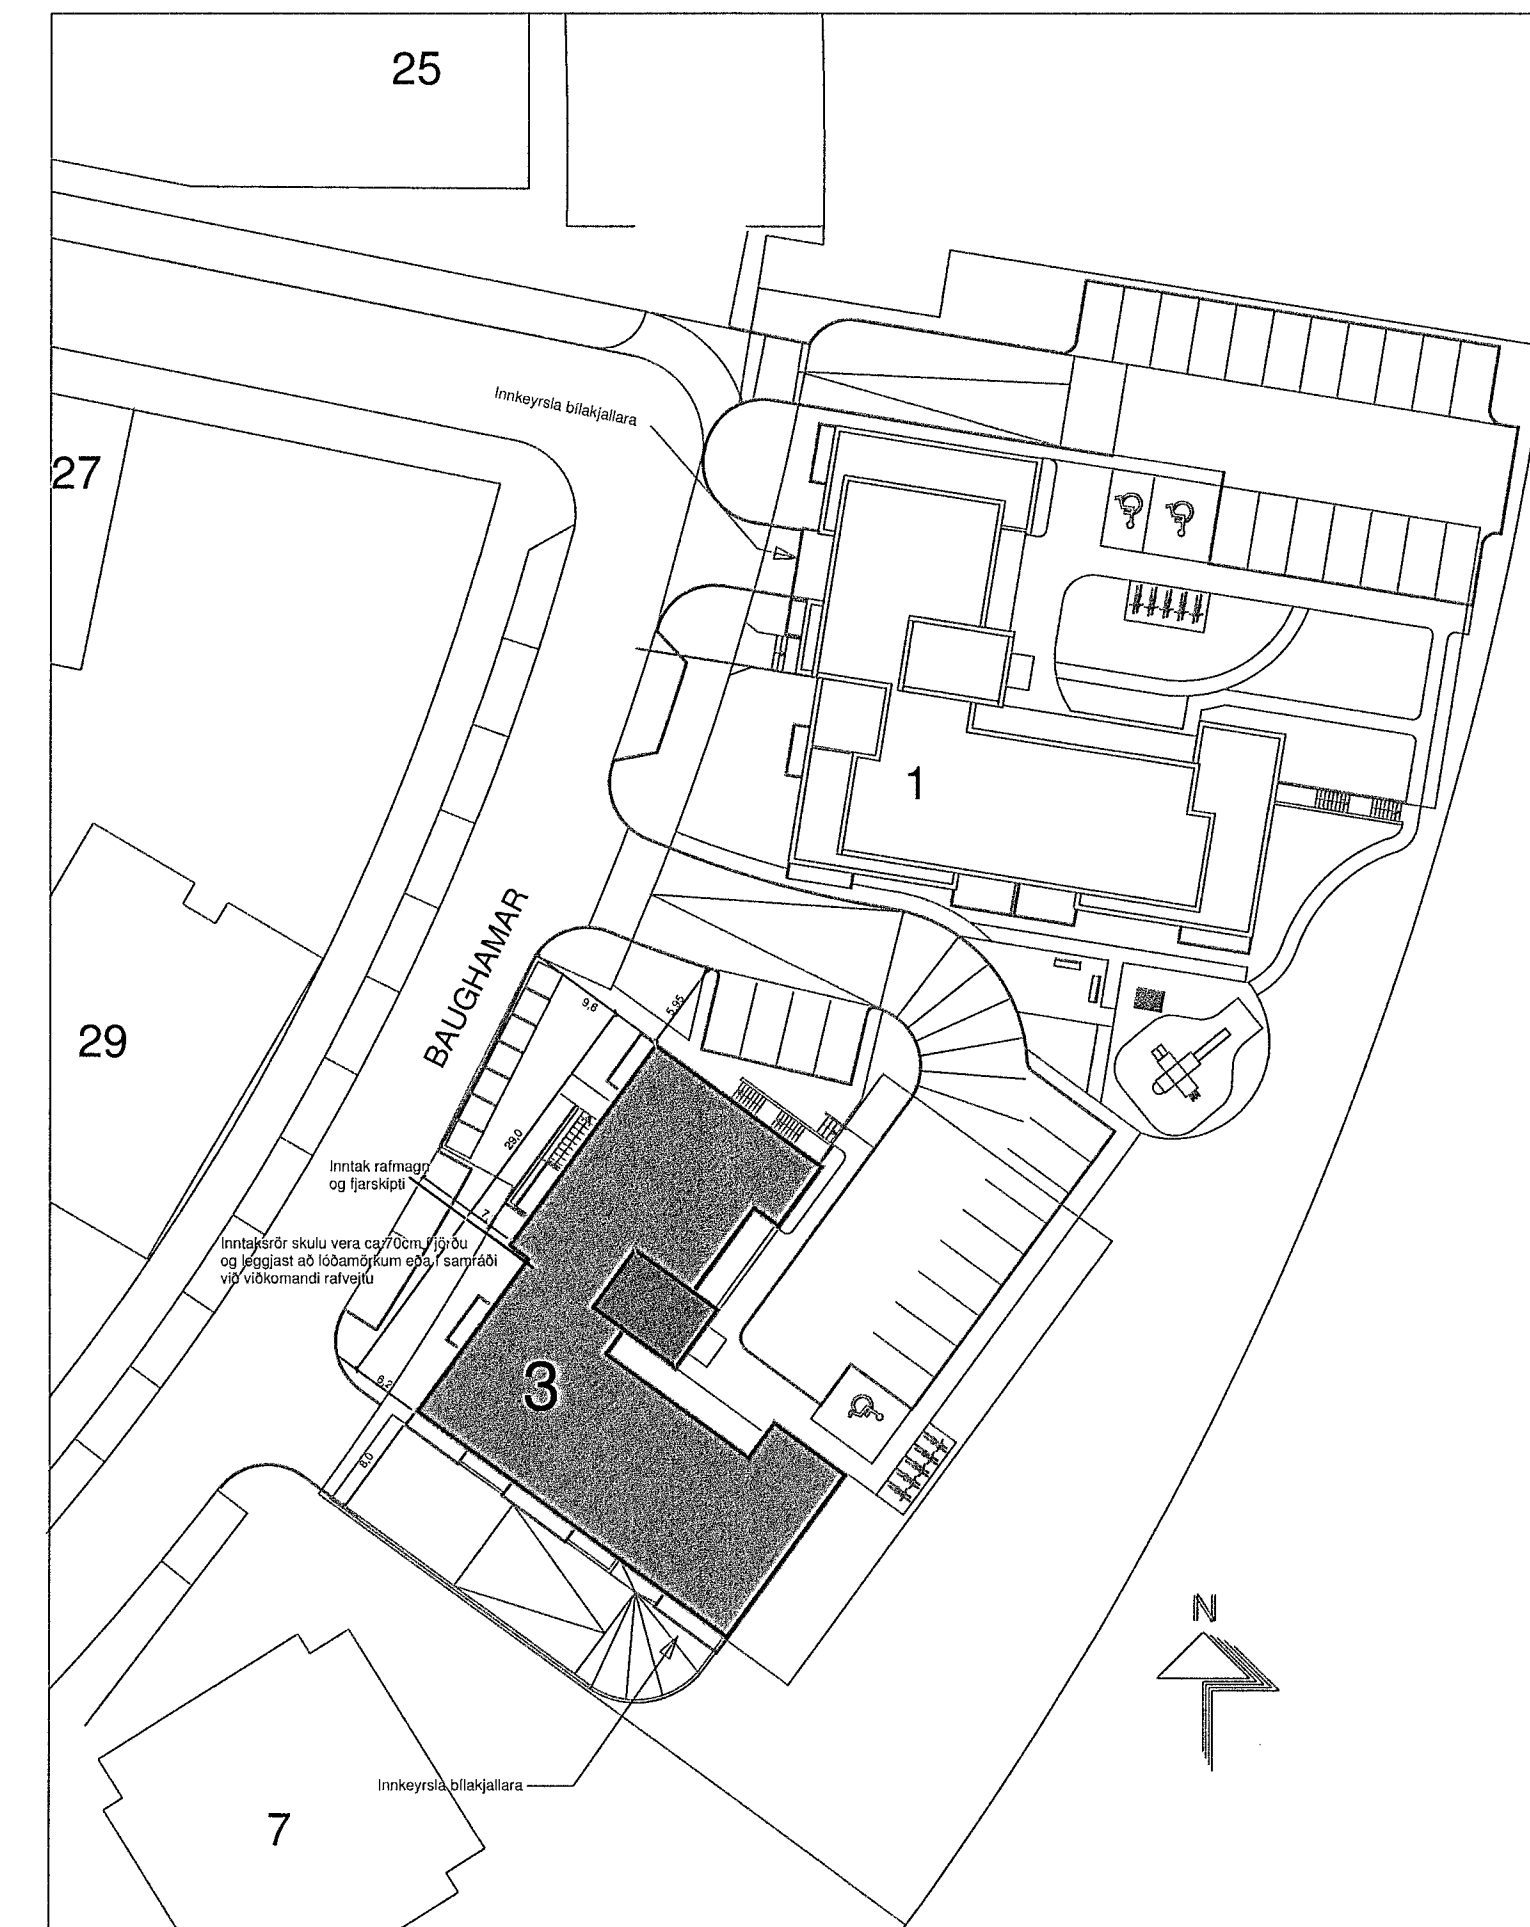 25
Innkeyrsla bílakjallara
27
1
BAUGHAMAR
29
9,6
5,95
29,0
Inntak rafmagn
og fjarskipti
7,
Inntaksrör skulu vera ca 70cm í jörðu
og leggjast að lóðamörkum eða í samráði
við viðkomandi rafveitu
3
6,2
8,0
N
Innkeyrsla bílakjallara
7